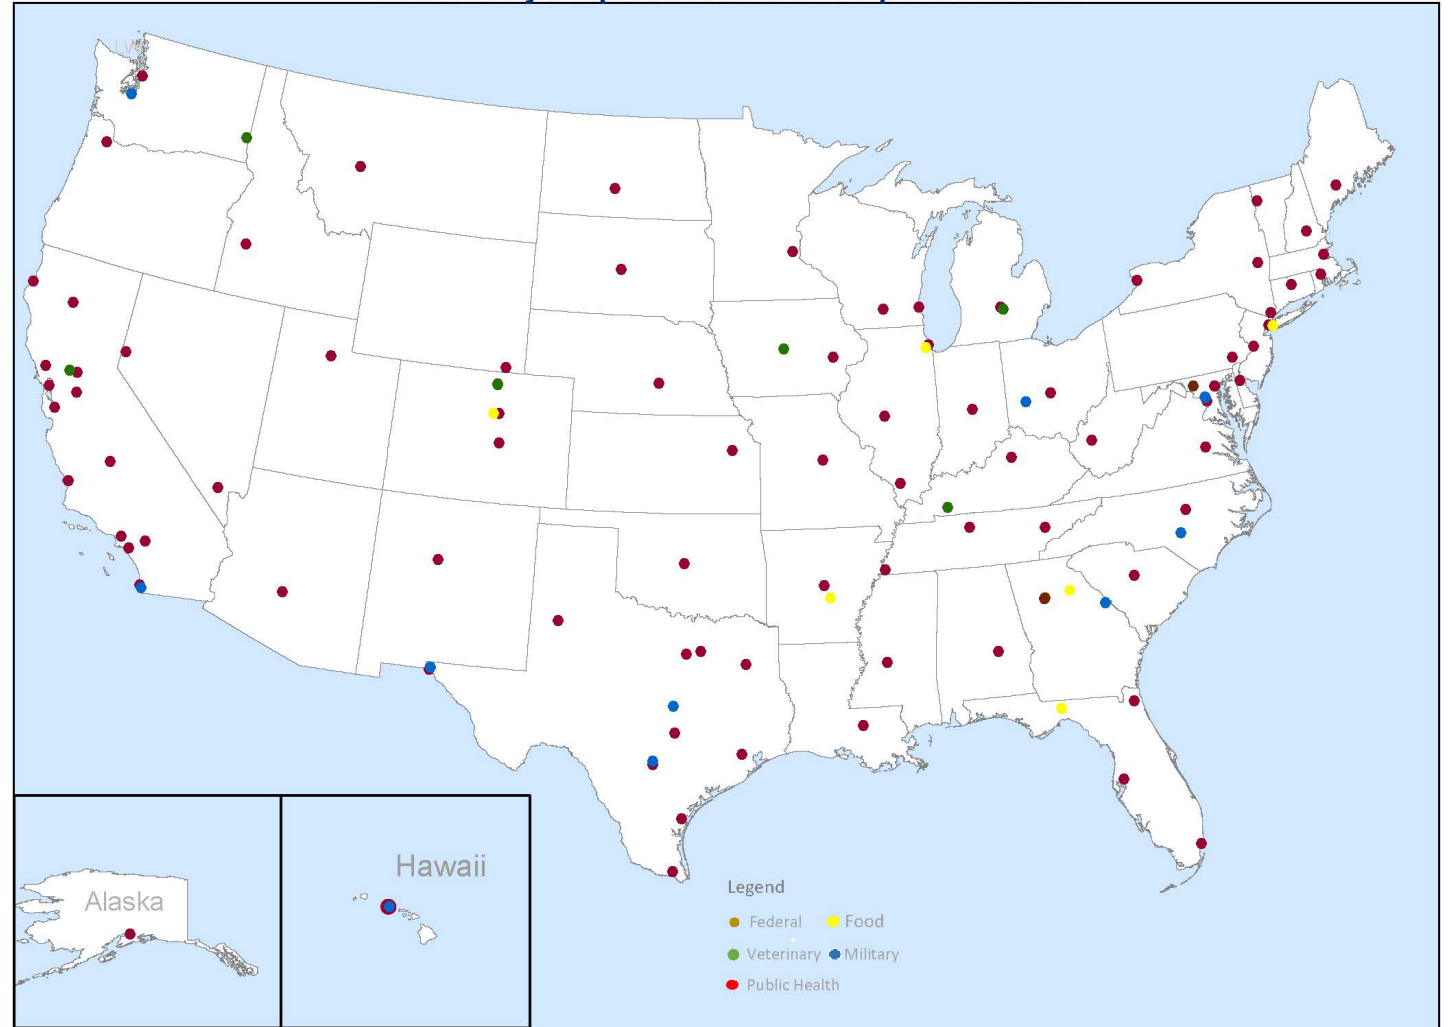 Hawaii
Alaska
Legend
Federal
Food
Veterinary
Military
Public Health